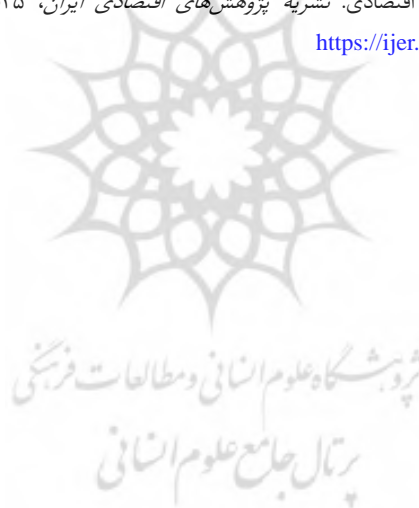 اقتصادی. نشریه پژوهش‌های اقتصادی ایران، ۲۵
https://ijer.
پژوهشگاه علوم انسانی و مطالعات فرهنگی
پرتال جامع علوم انسانی